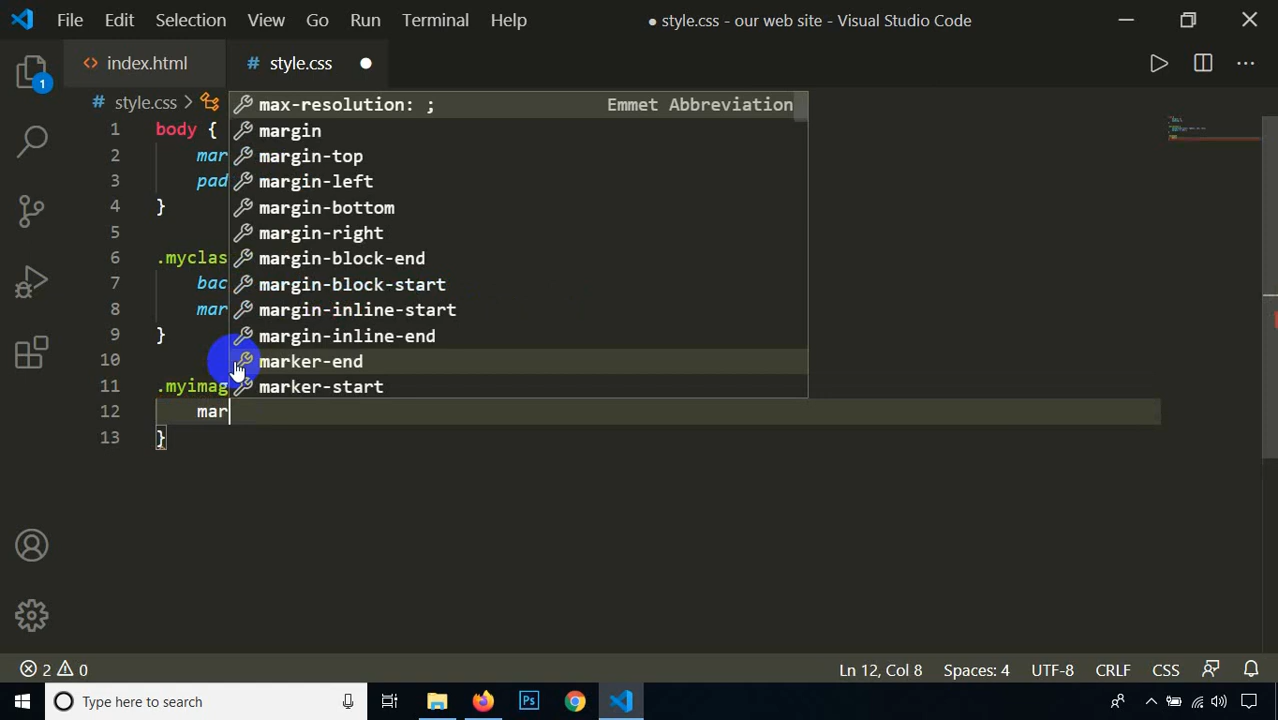 File Edit Selection View Go Run Terminal Help ● style.css - our web site - Visual Studio Code
<> index.html # style.css ●
# style.css >
max-resolution: ; Emmet Abbreviation
1 body {
margin
2 mar
margin-top
3 pad
margin-left
4 }
margin-bottom
5
margin-right
6 .myclas
margin-block-end
7 bac
margin-block-start
8 mar
margin-inline-start
9 }
margin-inline-end
10
marker-end
11 .myimag
marker-start
12 mar
13 }
1
2 0 Ln 12, Col 8 Spaces: 4 UTF-8 CRLF CSS
Type here to search Ps